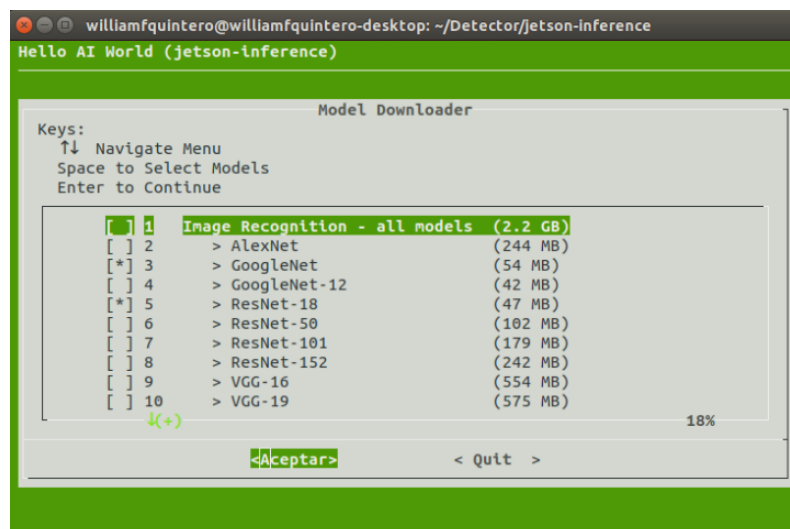 williamfquintero@williamfquintero-desktop: ~/Detector/jetson-inference
Hello AI World (jetson-inference)
Model Downloader
Keys:
↑↓ Navigate Menu
Space to Select Models
Enter to Continue
[ ] 1 Image Recognition - all models (2.2 GB)
[ ] 2 > AlexNet (244 MB)
[*] 3 > GoogleNet (54 MB)
[ ] 4 > GoogleNet-12 (42 MB)
[*] 5 > ResNet-18 (47 MB)
[ ] 6 > ResNet-50 (102 MB)
[ ] 7 > ResNet-101 (179 MB)
[ ] 8 > ResNet-152 (242 MB)
[ ] 9 > VGG-16 (554 MB)
[ ] 10 > VGG-19 (575 MB)
↓(+) 18%
<Aceptar> < Quit >